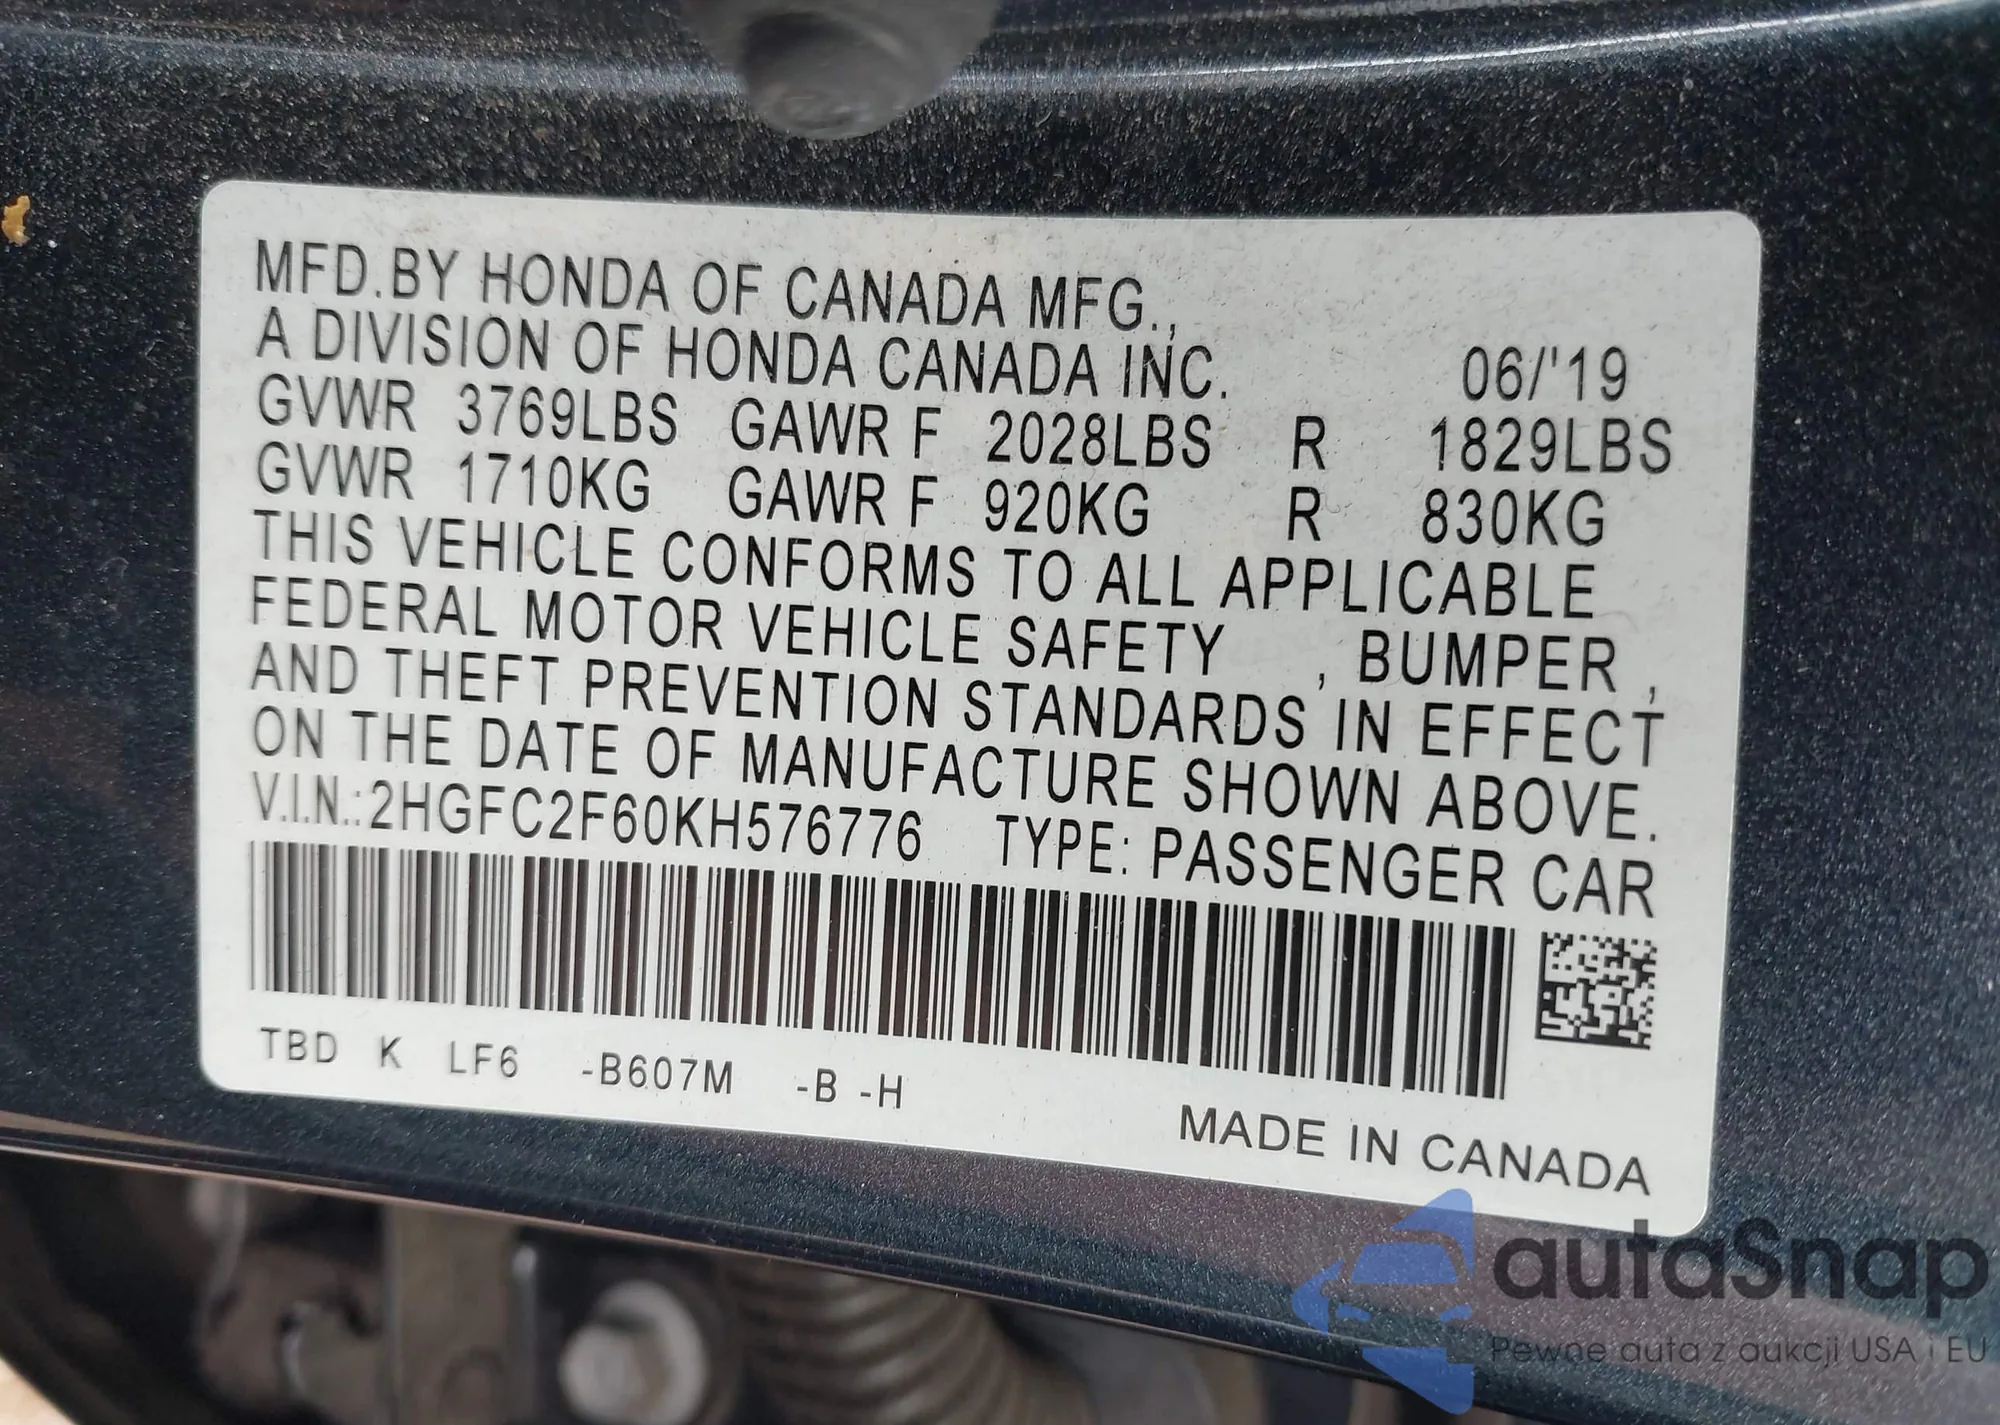 MFD.BY HONDA OF CANADA MFG.,
A DIVISION OF HONDA CANADA INC. 06/'19
GVWR 3769LBS GAWR F 2028LBS R 1829LBS
GVWR 1710KG GAWR F 920KG R 830KG
THIS VEHICLE CONFORMS TO ALL APPLICABLE
FEDERAL MOTOR VEHICLE SAFETY , BUMPER ,
AND THEFT PREVENTION STANDARDS IN EFFECT
ON THE DATE OF MANUFACTURE SHOWN ABOVE.
V.I.N.:2HGFC2F60KH576776 TYPE: PASSENGER CAR
TBD K LF6 -B607M -B -H
MADE IN CANADA
autaSnap
Pewne auta z aukcji USA i EU